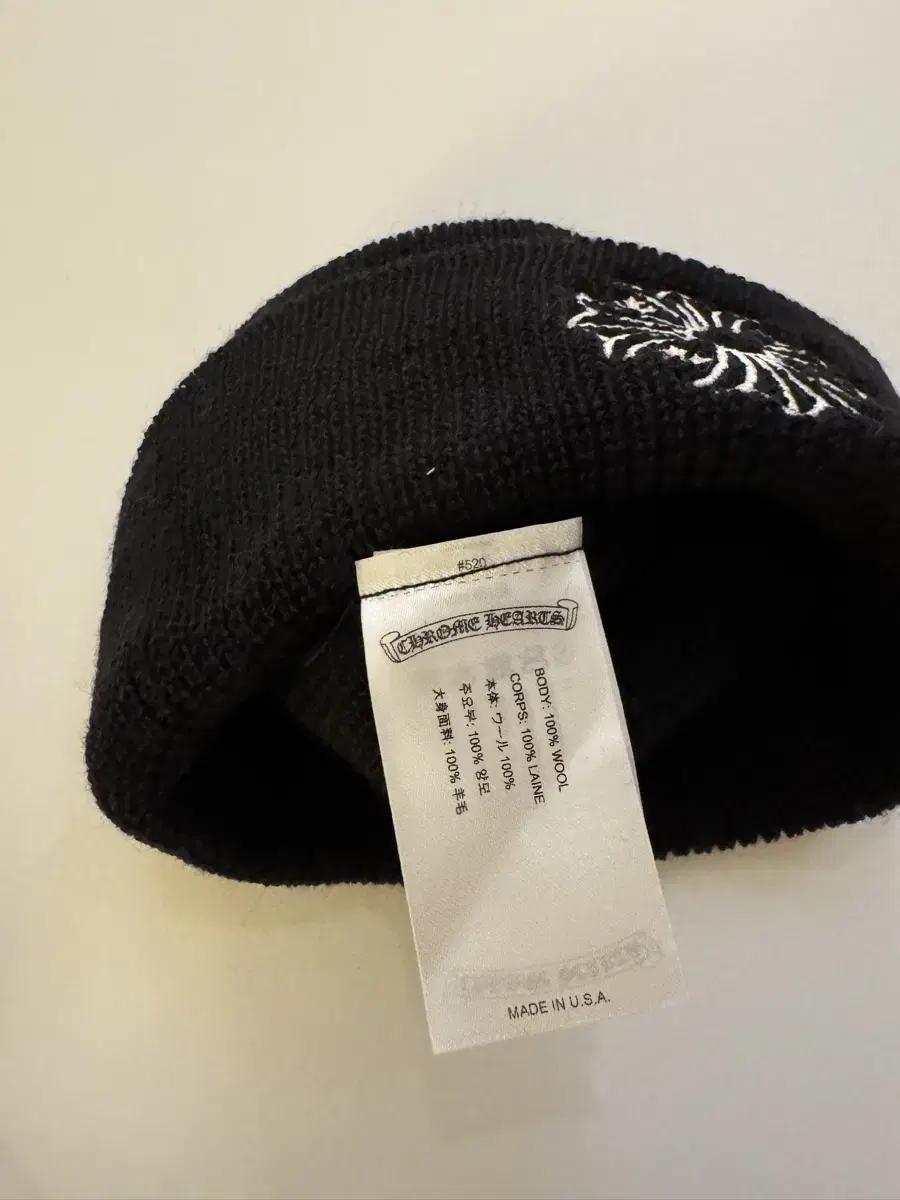 #520
CHROME HEARTS
BODY: 100% WOOL
CORPS: 100% LAINE
本体: ウール 100%
주요부: 100% 양모
大身面料: 100% 羊毛
MADE IN U.S.A.